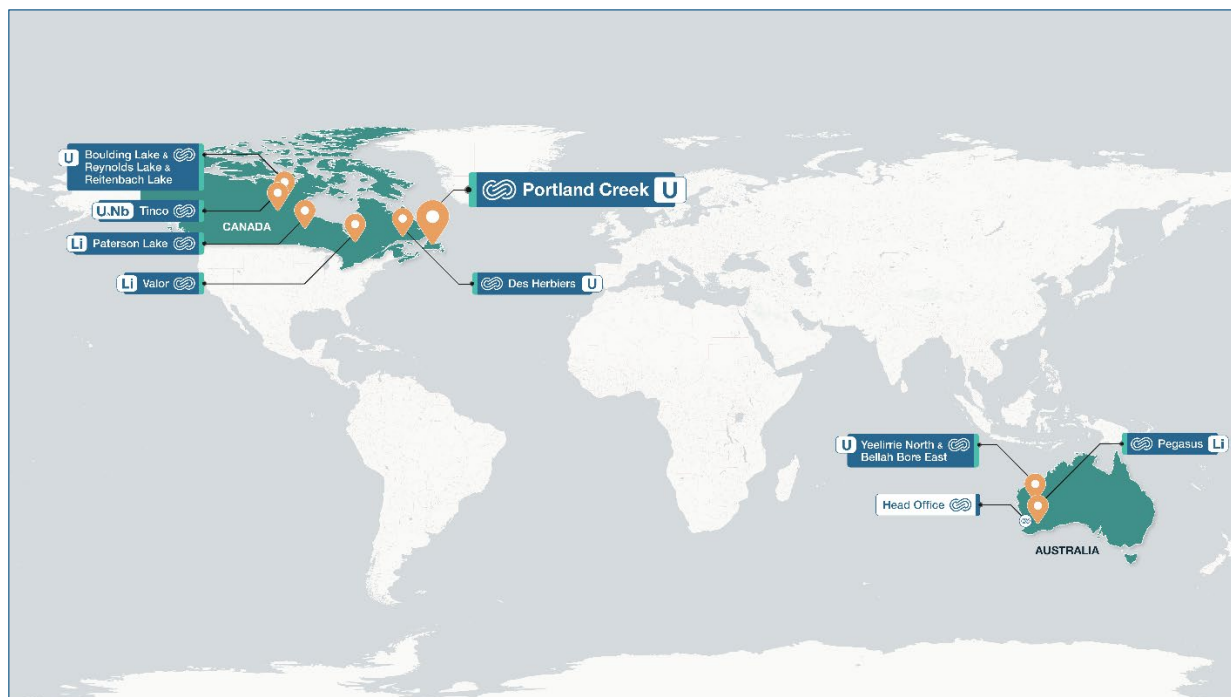 U
Boulding Lake &
Reynolds Lake &
Reitenbach Lake
U\Nb Tinco
Li Paterson Lake
Li Valor
CANADA
Portland Creek U
Des Herbiers U
U
Yeelirrie North &
Bellah Bore East
Pegasus Li
Head Office
AUSTRALIA